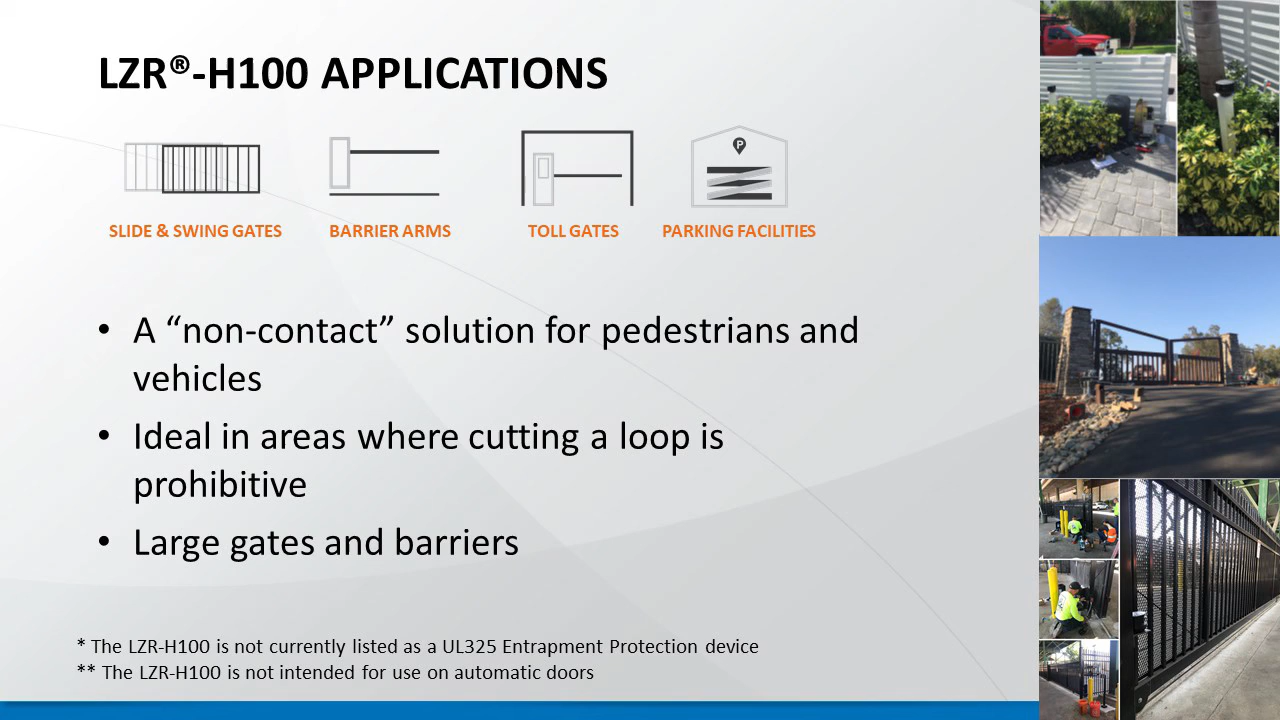 LZR®-H100 APPLICATIONS
P
SLIDE & SWING GATES
BARRIER ARMS
TOLL GATES
PARKING FACILITIES
• A “non-contact” solution for pedestrians and
vehicles
• Ideal in areas where cutting a loop is
prohibitive
• Large gates and barriers
* The LZR-H100 is not currently listed as a UL325 Entrapment Protection device
** The LZR-H100 is not intended for use on automatic doors